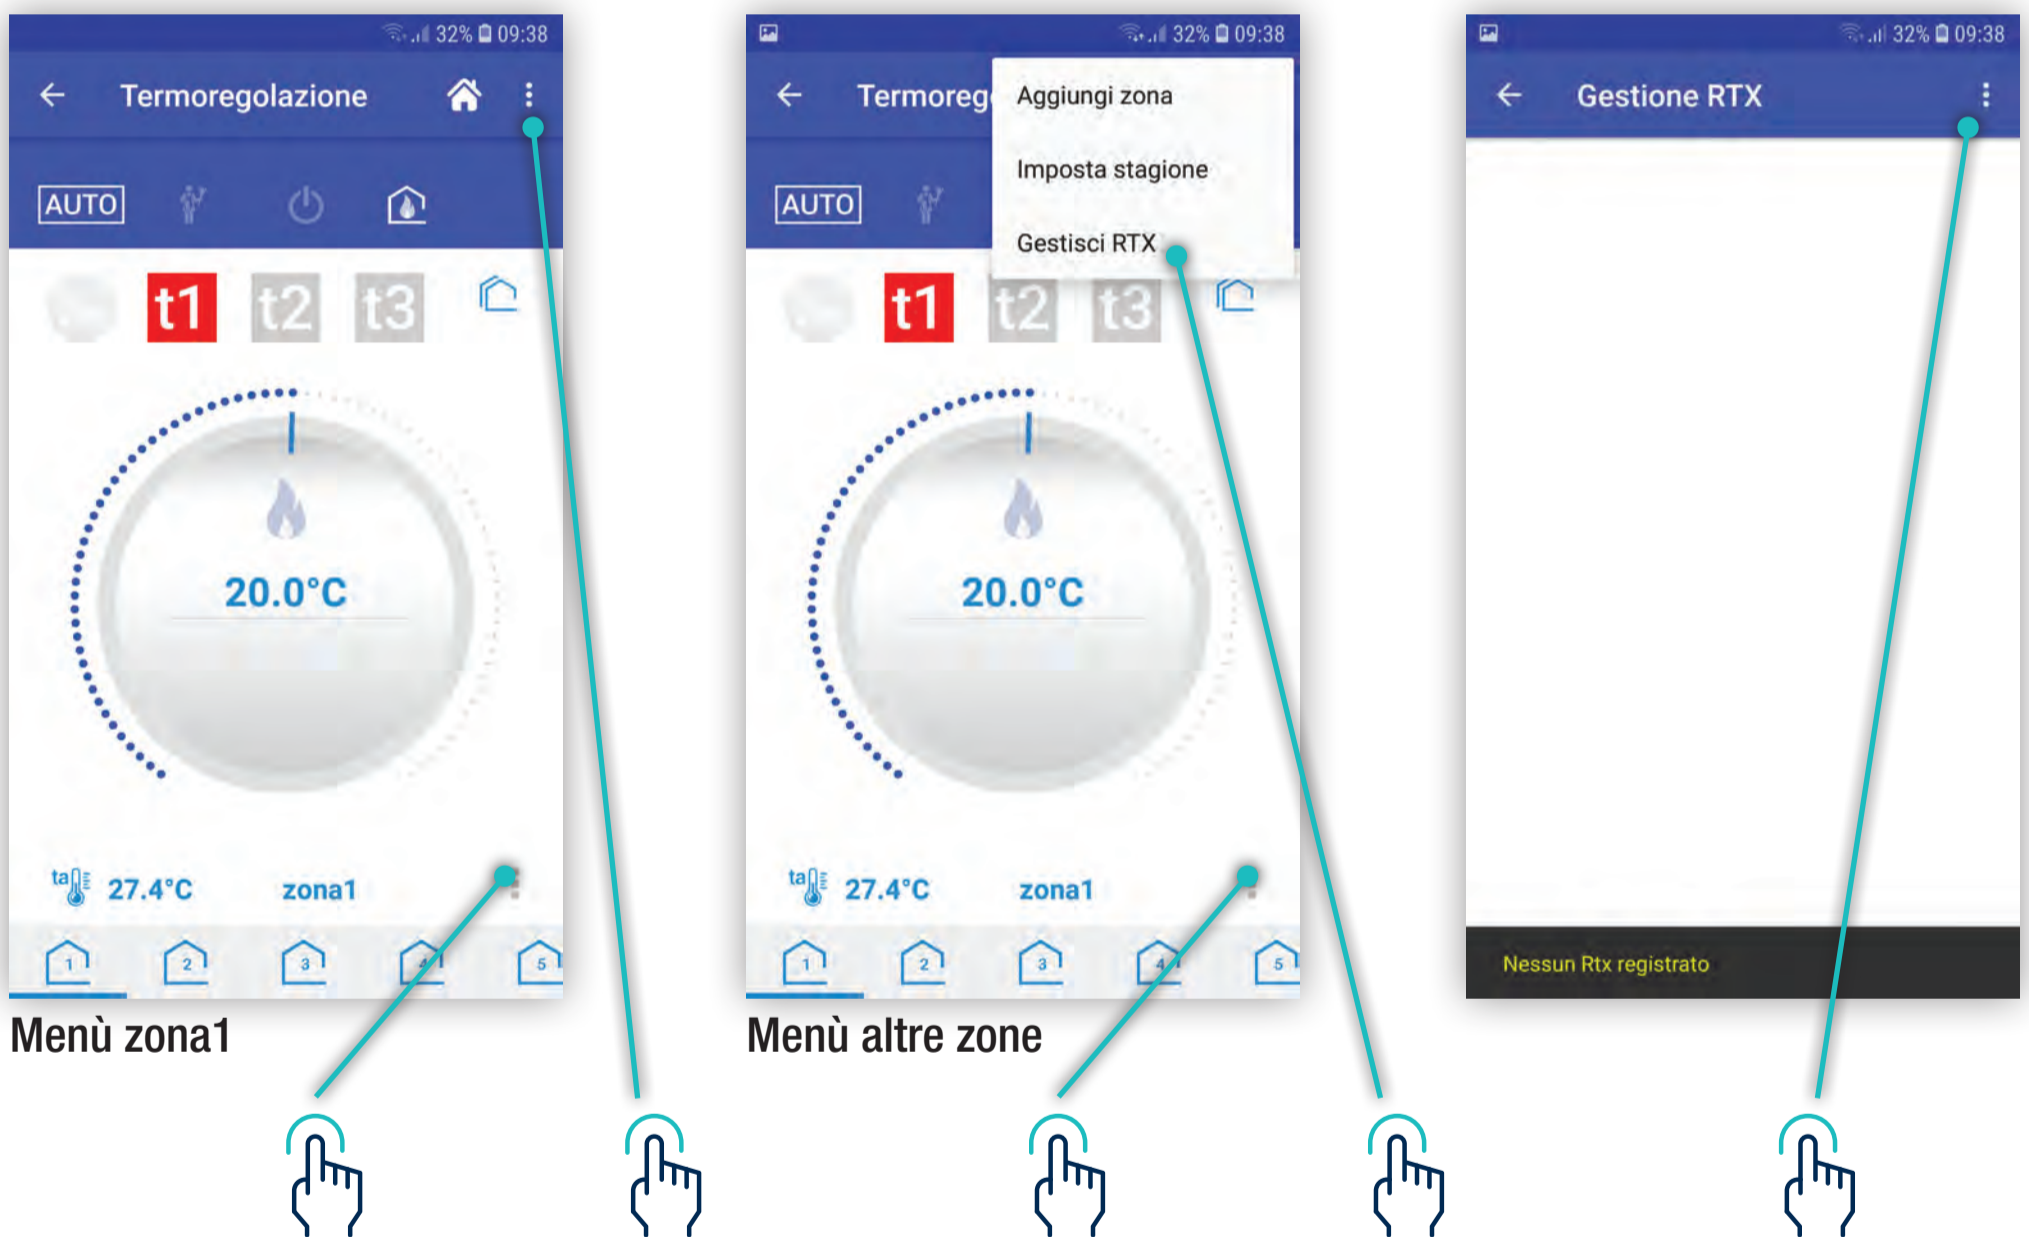 32% 09:38
Termoregolazione
AUTO
t1 t2 t3
20.0°C
ta 27.4°C zona1
1 2 3 4 5
Menù zona1
32% 09:38
Termoreg
Aggiungi zona
Imposta stagione
Gestisci RTX
AUTO
t1 t2 t3
20.0°C
ta 27.4°C zona1
1 2 3 4 5
Menù altre zone
32% 09:38
Gestione RTX
Nessun Rtx registrato